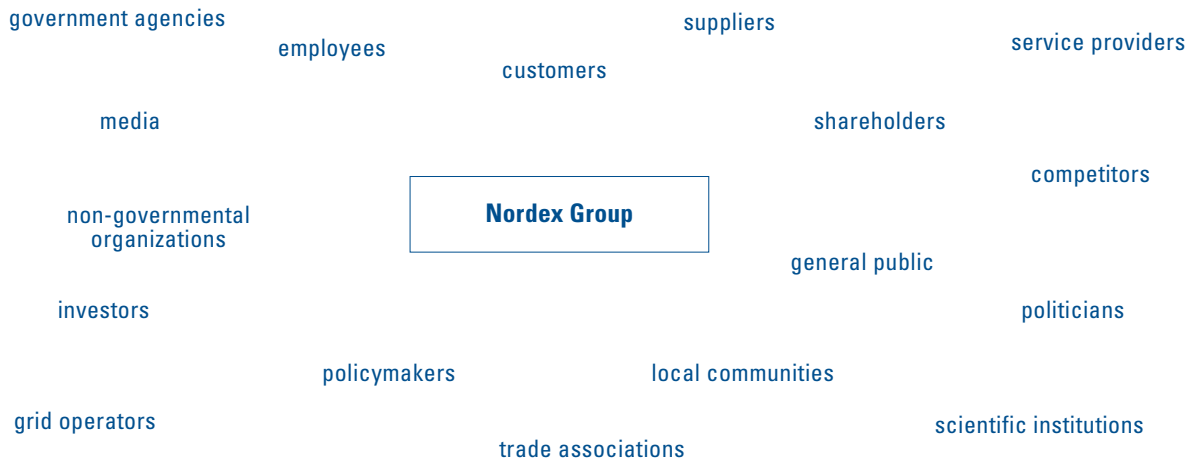 government agencies
suppliers
service providers
employees
customers
media
shareholders
competitors
non-governmental
organizations
Nordex Group
general public
investors
politicians
policymakers
local communities
grid operators
scientific institutions
trade associations